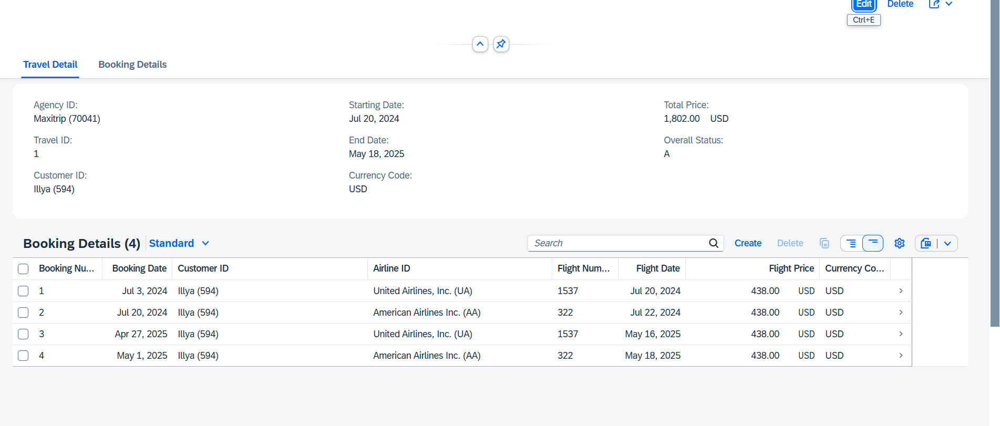 Edit Delete
Ctrl+E
Travel Detail Booking Details
Agency ID: Starting Date: Total Price:
Maxitrip (70041) Jul 20, 2024 1,802.00 USD
Travel ID: End Date: Overall Status:
1 May 18, 2025 A
Customer ID: Currency Code:
Illya (594) USD
Booking Details (4) Standard Search Create Delete
Booking Nu... Booking Date Customer ID Airline ID Flight Num... Flight Date Flight Price Currency Co...
1 Jul 3, 2024 Illya (594) United Airlines, Inc. (UA) 1537 Jul 20, 2024 438.00 USD USD
2 Jul 20, 2024 Illya (594) American Airlines Inc. (AA) 322 Jul 22, 2024 438.00 USD USD
3 Apr 27, 2025 Illya (594) United Airlines, Inc. (UA) 1537 May 16, 2025 438.00 USD USD
4 May 1, 2025 Illya (594) American Airlines Inc. (AA) 322 May 18, 2025 438.00 USD USD